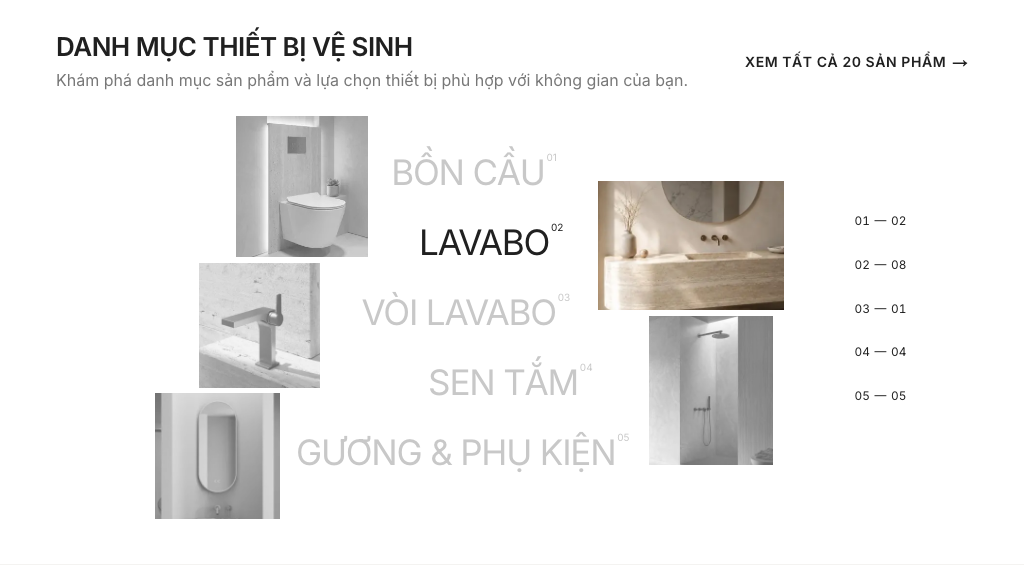 DANH MỤC THIẾT BỊ VỆ SINH
Khám phá danh mục sản phẩm và lựa chọn thiết bị phù hợp với không gian của bạn.
XEM TẤT CẢ 20 SẢN PHẨM →
BỒN CẦU 01
LAVABO 02
VÒI LAVABO 03
SEN TẮM 04
GƯƠNG & PHỤ KIỆN 05
01 — 02
02 — 08
03 — 01
04 — 04
05 — 05